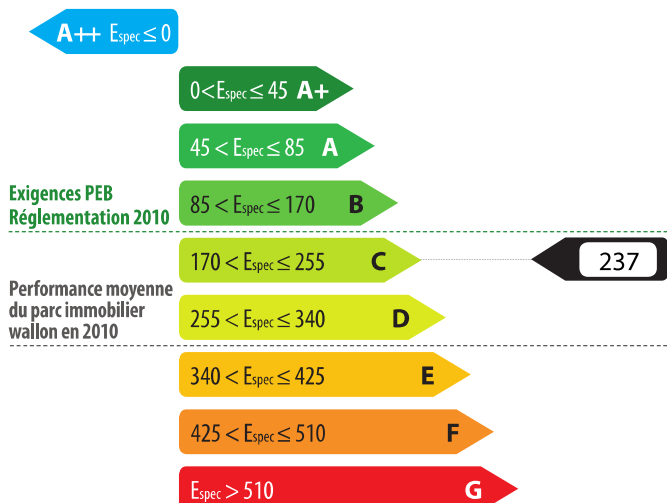 A++ Espec ≤ 0
0 < Espec ≤ 45 A+
45 < Espec ≤ 85 A
Exigences PEB
Réglementation 2010
85 < Espec ≤ 170 B
170 < Espec ≤ 255 C
237
Performance moyenne
du parc immobilier
wallon en 2010
255 < Espec ≤ 340 D
340 < Espec ≤ 425 E
425 < Espec ≤ 510 F
Espec > 510 G